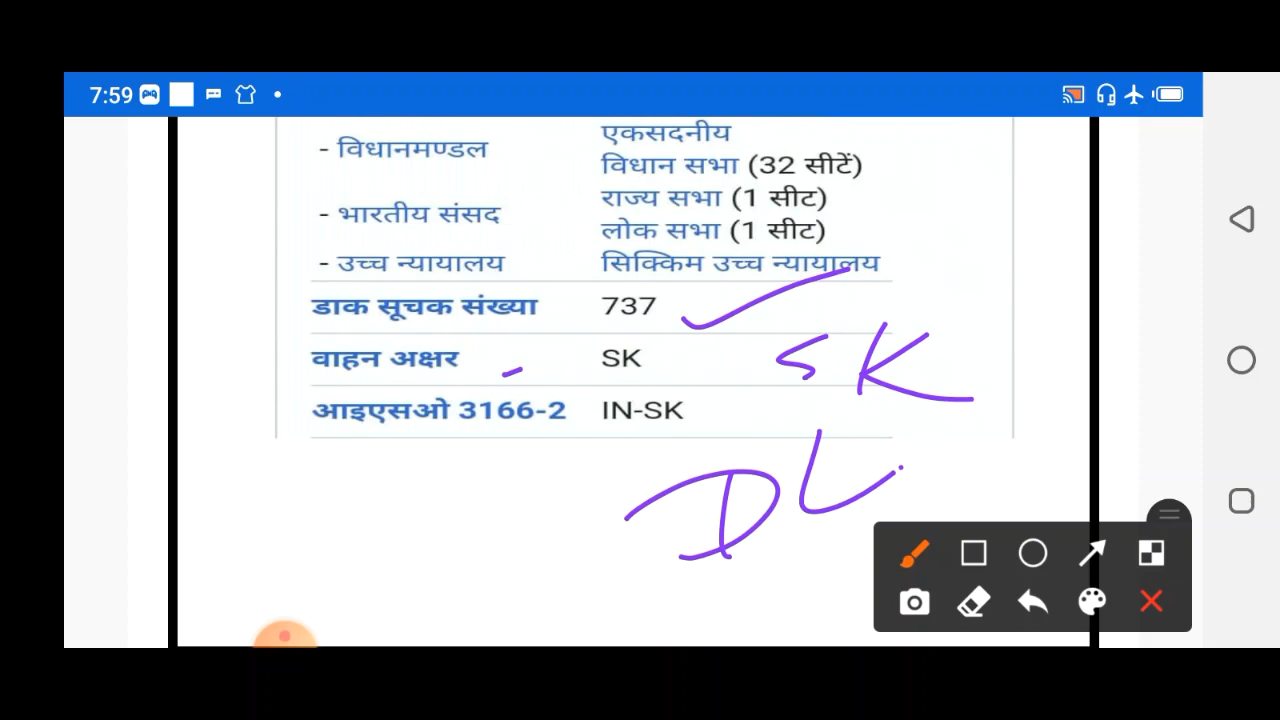 7:59
एकसदनीय
- विधानमण्डल
विधान सभा (32 सीटें)
राज्य सभा (1 सीट)
- भारतीय संसद
लोक सभा (1 सीट)
- उच्च न्यायालय सिक्किम उच्च न्यायालय
डाक सूचक संख्या 737
वाहन अक्षर SK SK
आइएसओ 3166-2 IN-SK
DL